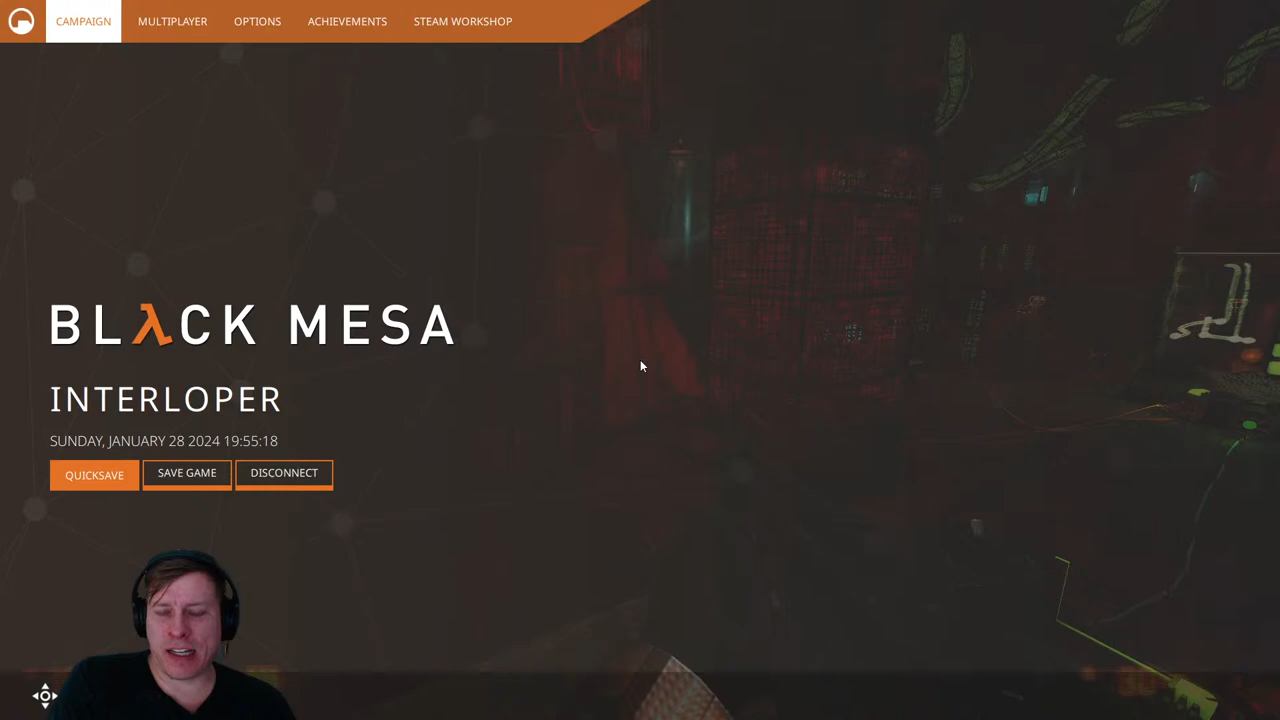 CAMPAIGN MULTIPLAYER OPTIONS ACHIEVEMENTS STEAM WORKSHOP
BLλCK MESA
INTERLOPER
SUNDAY, JANUARY 28 2024 19:55:18
QUICKSAVE SAVE GAME DISCONNECT